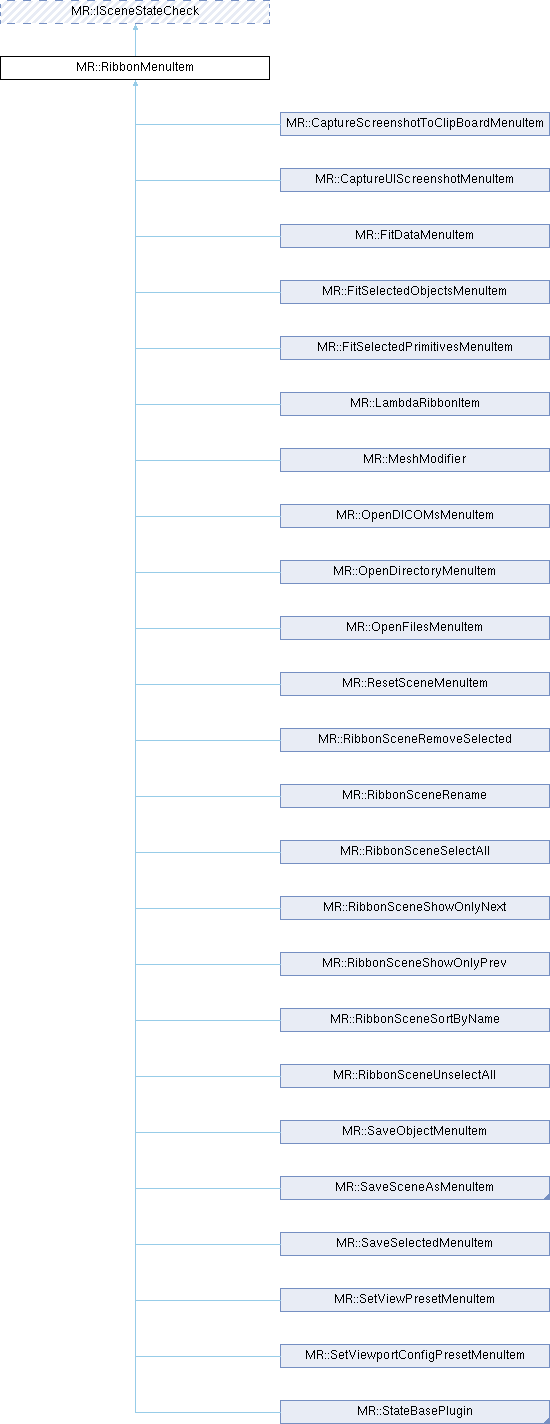 MR::ISceneStateCheck
MR::RibbonMenuItem
MR::CaptureScreenshotToClipBoardMenuItem
MR::CaptureUIScreenshotMenuItem
MR::FitDataMenuItem
MR::FitSelectedObjectsMenuItem
MR::FitSelectedPrimitivesMenuItem
MR::LambdaRibbonItem
MR::MeshModifier
MR::OpenDICOMsMenuItem
MR::OpenDirectoryMenuItem
MR::OpenFilesMenuItem
MR::ResetSceneMenuItem
MR::RibbonSceneRemoveSelected
MR::RibbonSceneRename
MR::RibbonSceneSelectAll
MR::RibbonSceneShowOnlyNext
MR::RibbonSceneShowOnlyPrev
MR::RibbonSceneSortByName
MR::RibbonSceneUnselectAll
MR::SaveObjectMenuItem
MR::SaveSceneAsMenuItem
MR::SaveSelectedMenuItem
MR::SetViewPresetMenuItem
MR::SetViewportConfigPresetMenuItem
MR::StateBasePlugin